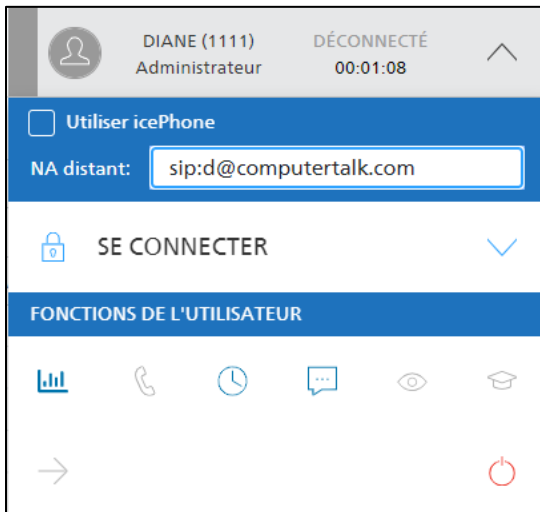 DIANE (1111) DÉCONNECTÉ
Administrateur 00:01:08
Utiliser icePhone
NA distant: sip:d@computertalk.com
SE CONNECTER
FONCTIONS DE L'UTILISATEUR